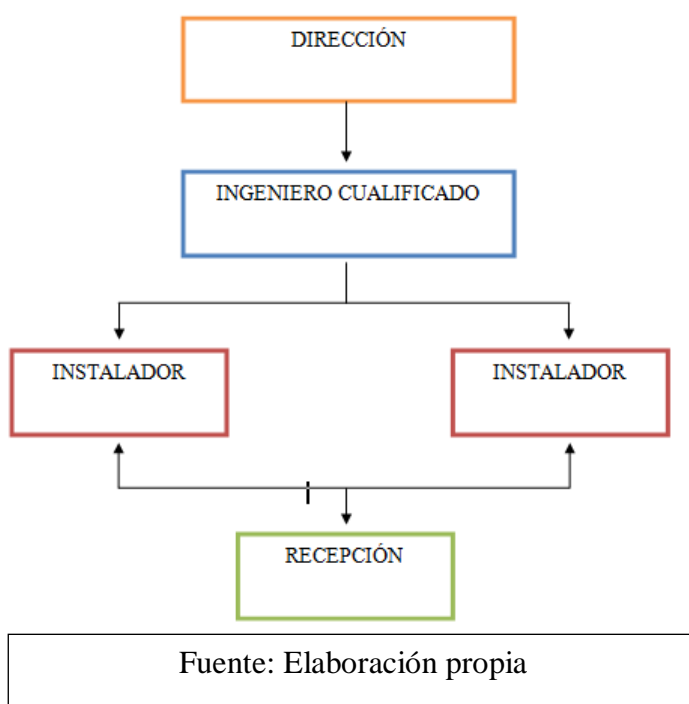 DIRECCIÓN
INGENIERO CUALIFICADO
INSTALADOR
INSTALADOR
RECEPCIÓN
Fuente: Elaboración propia